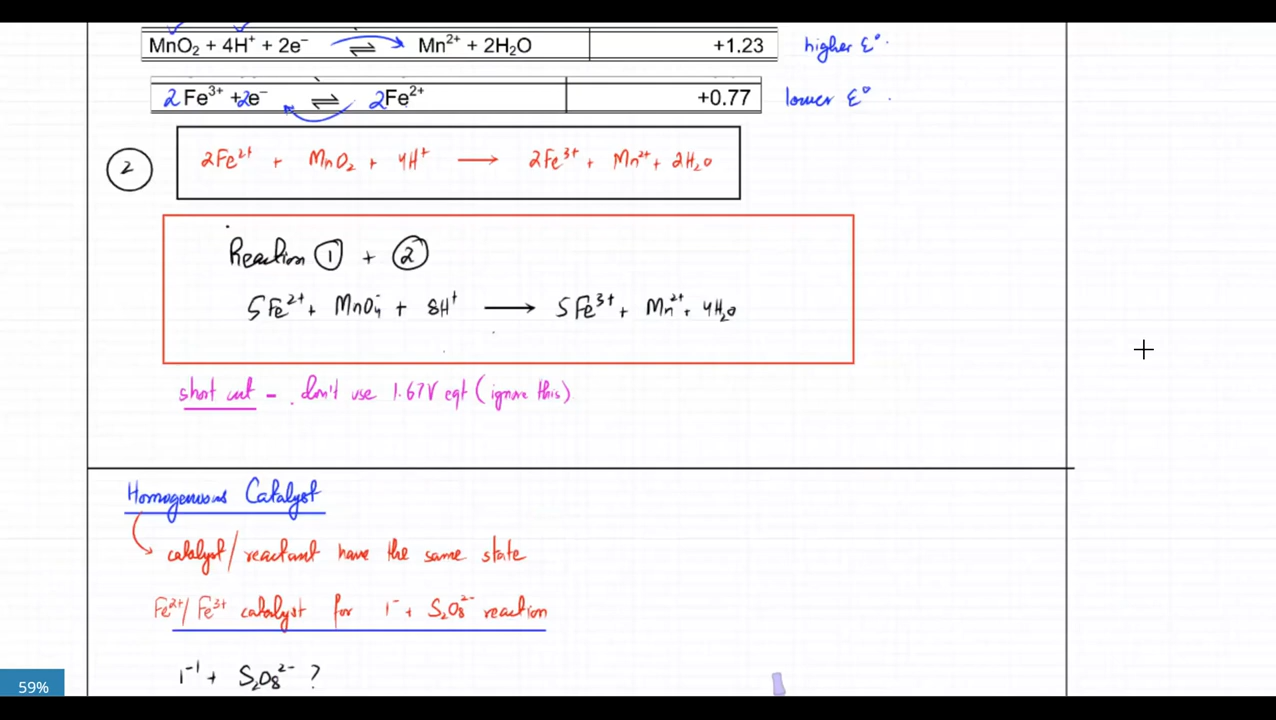 MnO₂ + 4H⁺ + 2e⁻ ⇌ Mn²⁺ + 2H₂O +1.23 higher ε°.
2Fe³⁺ + 2e⁻ ⇌ 2Fe²⁺ +0.77 lower ε°.
2 2Fe²⁺ + MnO₂ + 4H⁺ → 2Fe³⁺ + Mn²⁺ + 2H₂O
Reaction 1 + 2
5Fe²⁺ + MnO₄⁻ + 8H⁺ → 5Fe³⁺ + Mn²⁺ + 4H₂O
short cut - don't use 1.67V eqt (ignore this)
Homogenous Catalyst
catalyst/reactant have the same state
Fe²⁺/Fe³⁺ catalyst for I⁻ + S₂O₈²⁻ reaction
I⁻¹ + S₂O₈²⁻ ?
59%